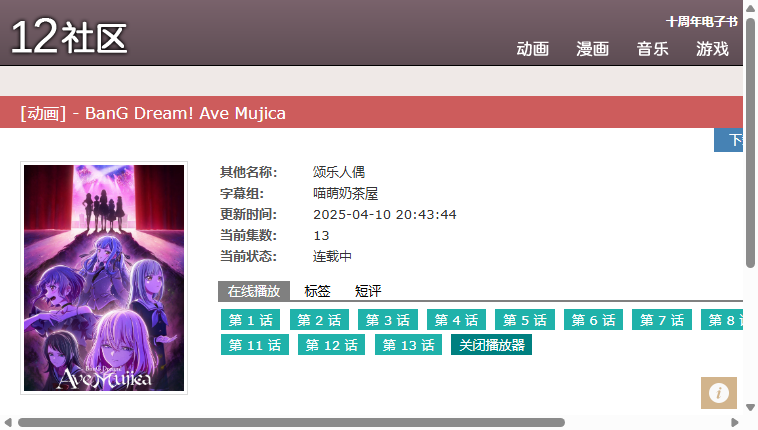 12社区
十周年电子书
动画 漫画 音乐 游戏
[动画] - BanG Dream! Ave Mujica
下
其他名称： 颂乐人偶
字幕组： 喵萌奶茶屋
更新时间： 2025-04-10 20:43:44
当前集数： 13
当前状态： 连载中
在线播放 标签 短评
第 1 话 第 2 话 第 3 话 第 4 话 第 5 话 第 6 话 第 7 话 第 8
第 11 话 第 12 话 第 13 话 关闭播放器
BanG Dream!
Ave Mujica
i